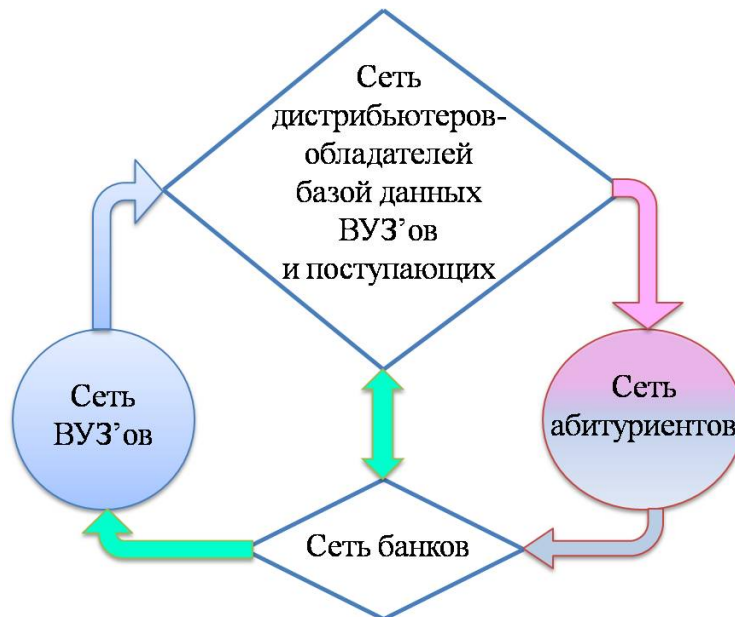 Сеть
дистрибьютеров-
обладателей
базой данных
ВУЗ’ов
и поступающих
Сеть
ВУЗ’ов
Сеть
абитуриентов
Сеть банков